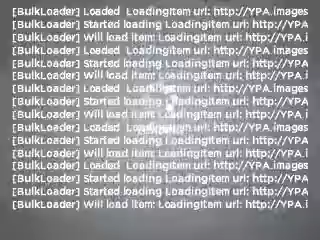 [BulkLoader] Loaded LoadingItem url: http://YPA.images
[BulkLoader] Started loading LoadingItem url: http://YPA
[BulkLoader] Will load item: LoadingItem url: http://YPA.i
[BulkLoader] Loaded LoadingItem url: http://YPA.images
[BulkLoader] Started loading LoadingItem url: http://YPA
[BulkLoader] Will load item: LoadingItem url: http://YPA.i
[BulkLoader] Loaded LoadingItem url: http://YPA.images
[BulkLoader] Started loading LoadingItem url: http://YPA
[BulkLoader] Will load item: LoadingItem url: http://YPA.i
[BulkLoader] Loaded LoadingItem url: http://YPA.images
[BulkLoader] Started loading LoadingItem url: http://YPA
[BulkLoader] Will load item: LoadingItem url: http://YPA.i
[BulkLoader] Loaded LoadingItem url: http://YPA.images
[BulkLoader] Started loading LoadingItem url: http://YPA
[BulkLoader] Started loading LoadingItem url: http://YPA
[BulkLoader] Will load item: LoadingItem url: http://YPA.i